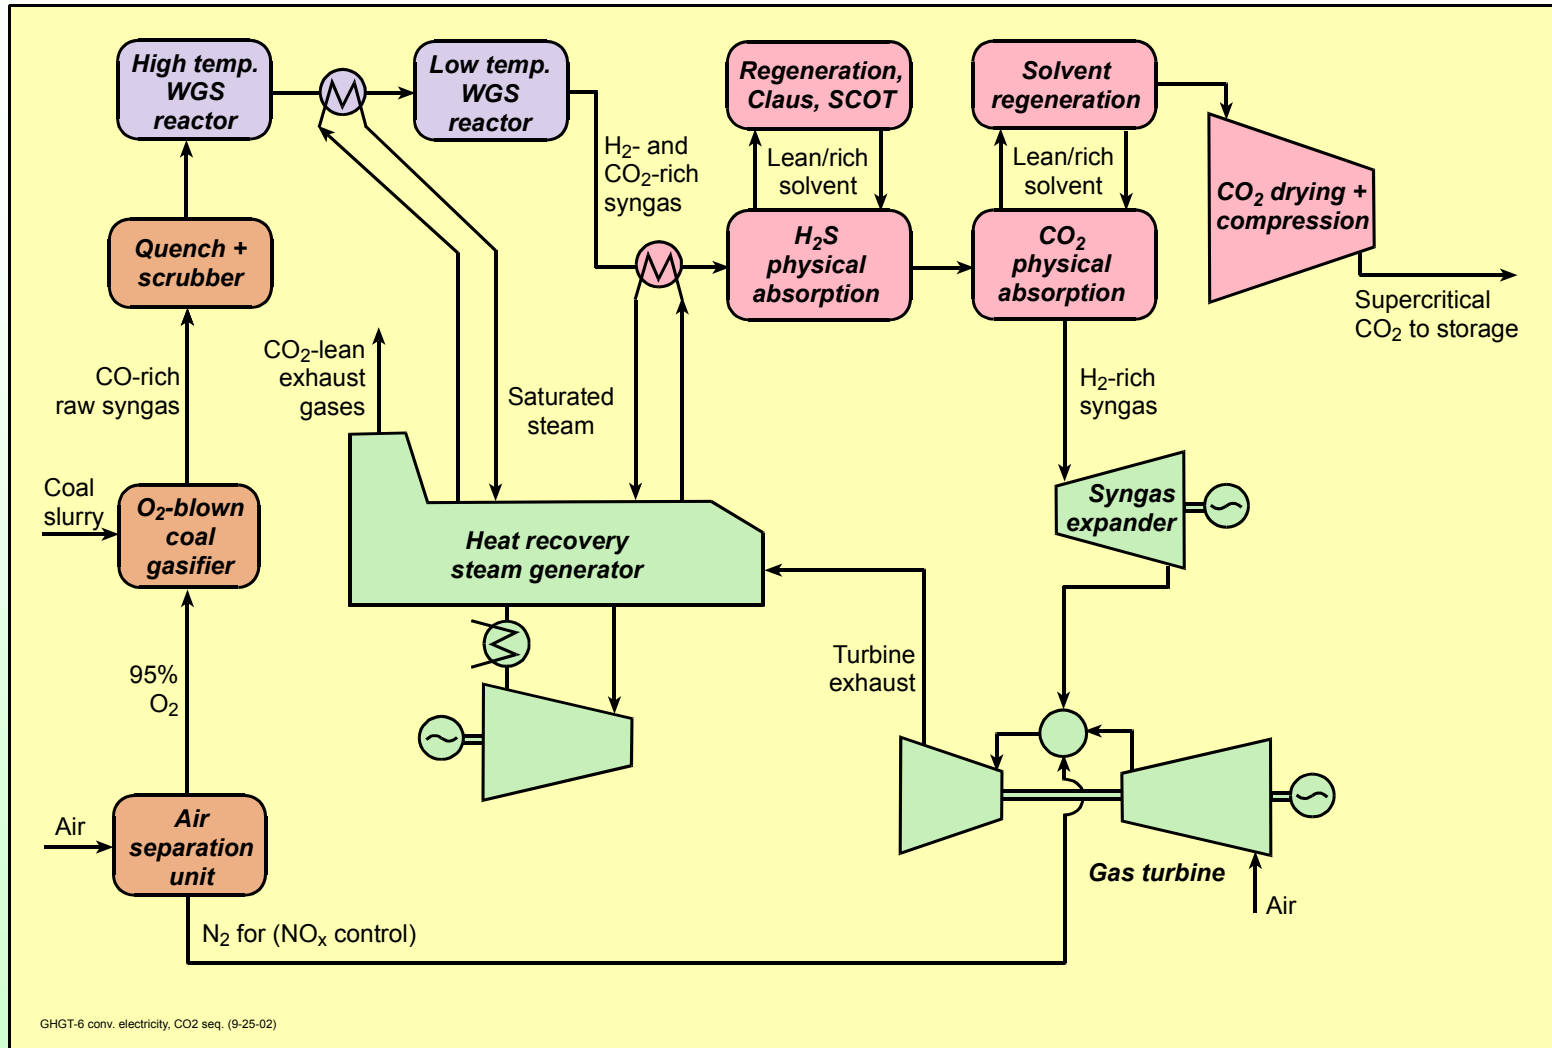 High temp.
WGS
reactor
Low temp.
WGS
reactor
Regeneration,
Claus, SCOT
Solvent
regeneration
H₂- and
CO₂-rich
syngas
Lean/rich
solvent
Lean/rich
solvent
CO₂ drying +
compression
Quench +
scrubber
H₂S
physical
absorption
CO₂
physical
absorption
Supercritical
CO₂ to storage
CO-rich
raw syngas
CO₂-lean
exhaust
gases
Saturated
steam
H₂-rich
syngas
Coal
slurry
O₂-blown
coal
gasifier
Heat recovery
steam generator
Syngas
expander
95%
O₂
Turbine
exhaust
Air
Air
separation
unit
Gas turbine
Air
N₂ for (NOₓ control)
GHGT-6 conv. electricity, CO2 seq. (9-25-02)